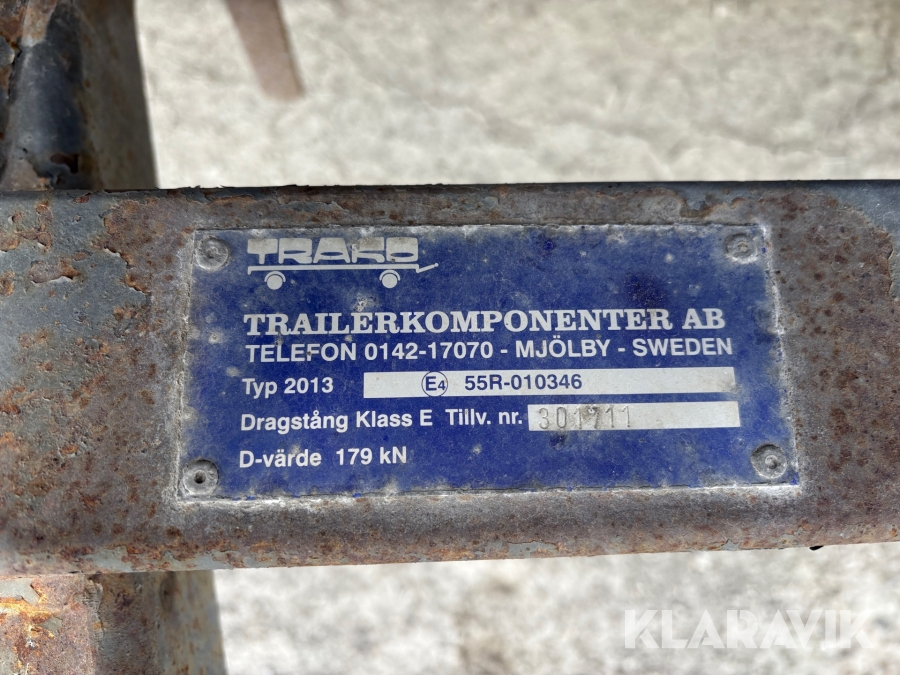 TRAKO
TRAILERKOMPONENTER AB
TELEFON 0142-17070 - MJÖLBY - SWEDEN
Typ 2013 E4 55R-010346
Dragstång Klass E Tillv. nr. 301711
D-värde 179 kN
KLARAVIK